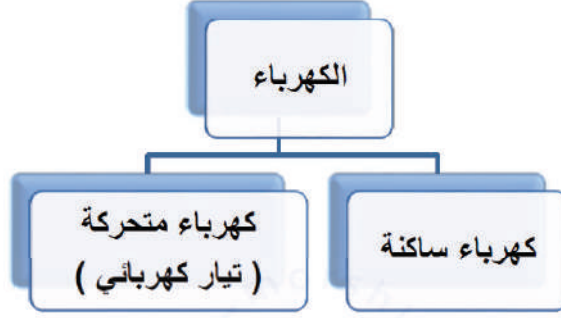 الكهرباء
كهرباء ساكنة
كهرباء متحركة
( تيار كهربائي )